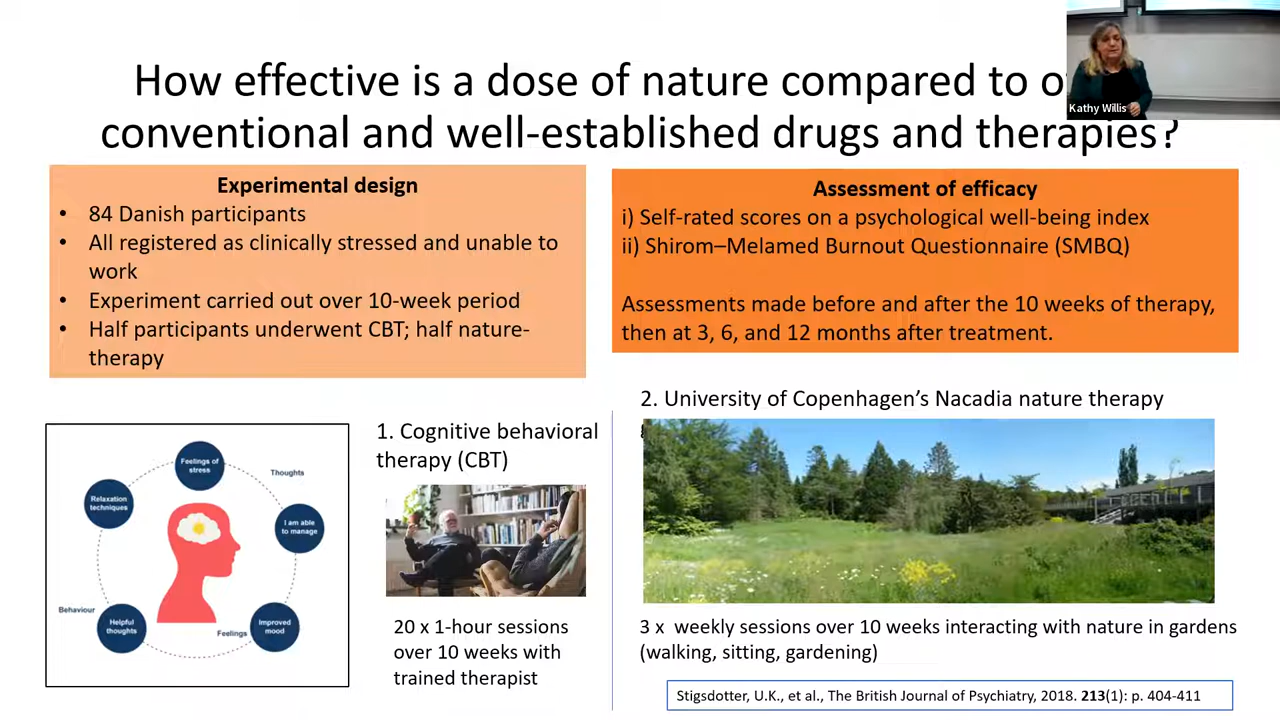 How effective is a dose of nature compared to
conventional and well-established drugs and therapies?
Kathy Willis
Experimental design
• 84 Danish participants
• All registered as clinically stressed and unable to
work
• Experiment carried out over 10-week period
• Half participants underwent CBT; half nature-
therapy
Assessment of efficacy
i) Self-rated scores on a psychological well-being index
ii) Shirom–Melamed Burnout Questionnaire (SMBQ)
Assessments made before and after the 10 weeks of therapy,
then at 3, 6, and 12 months after treatment.
Feelings of
stress
Thoughts
Relaxation
techniques
I am able
to manage
Behaviour
Helpful
thoughts
Feelings
Improved
mood
1. Cognitive behavioral
therapy (CBT)
20 x 1-hour sessions
over 10 weeks with
trained therapist
2. University of Copenhagen’s Nacadia nature therapy
3 x weekly sessions over 10 weeks interacting with nature in gardens
(walking, sitting, gardening)
Stigsdotter, U.K., et al., The British Journal of Psychiatry, 2018. 213(1): p. 404-411